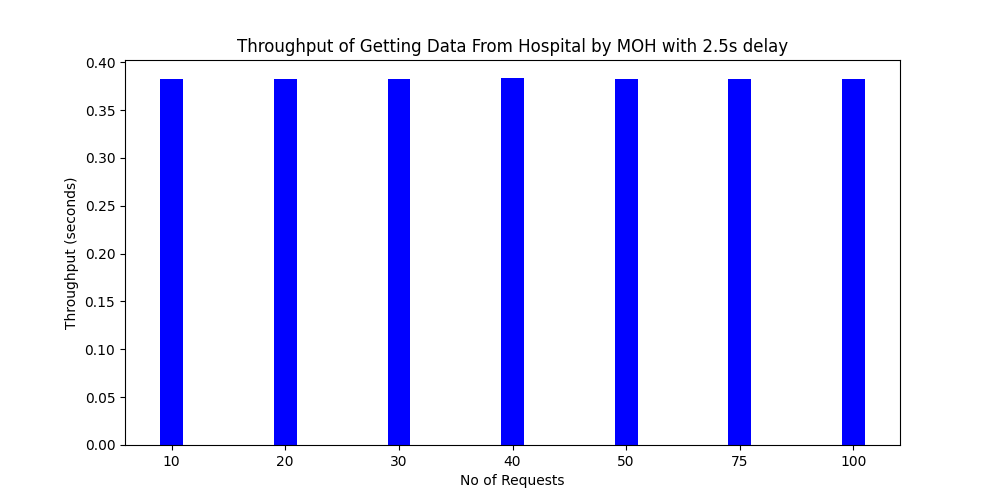 Throughput of Getting Data From Hospital by MOH with 2.5s delay
Throughput (seconds)
0.40
0.35
0.30
0.25
0.20
0.15
0.10
0.05
0.00
10 20 30 40 50 75 100
No of Requests